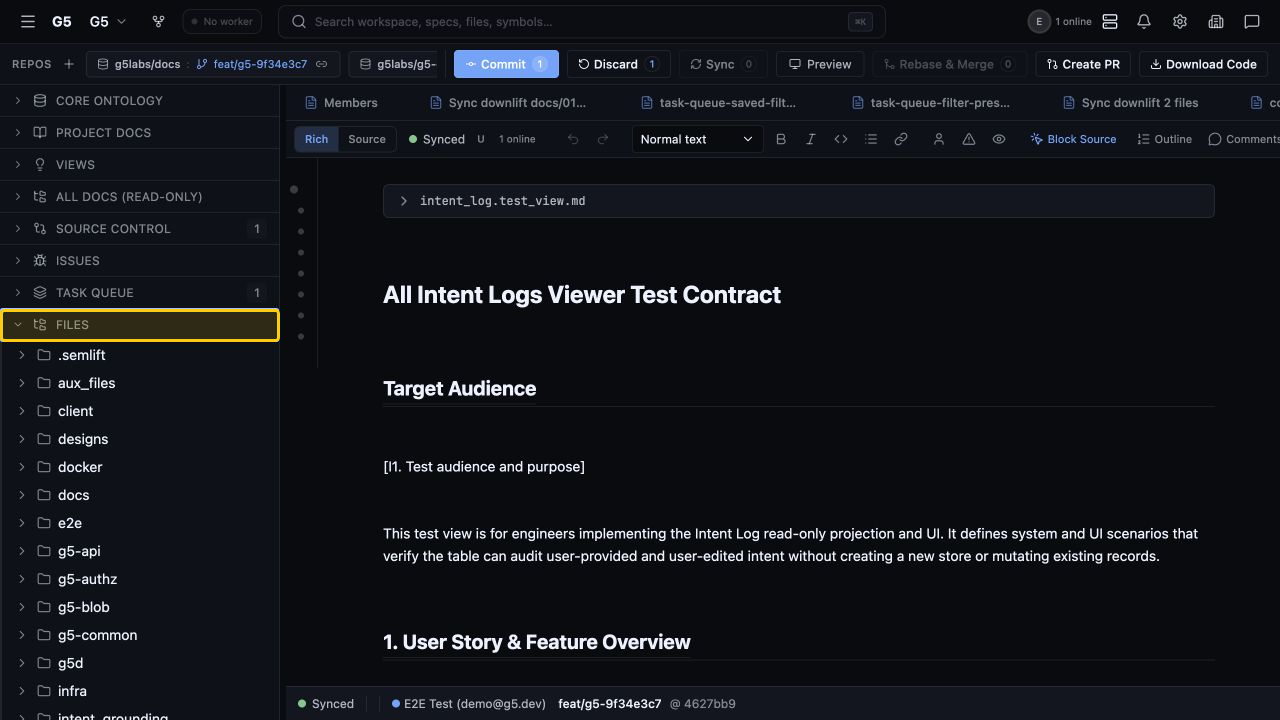 G5 G5 No worker Search workspace, specs, files, symbols... ⌘K E 1 online
REPOS + g5labs/docs : feat/g5-9f34e3c7 g5labs/g5- Commit 1 Discard 1 Sync 0 Preview Rebase & Merge 0 Create PR Download Code
CORE ONTOLOGY
PROJECT DOCS
VIEWS
ALL DOCS (READ-ONLY)
SOURCE CONTROL 1
ISSUES
TASK QUEUE 1
FILES
.semlift
aux_files
client
designs
docker
docs
e2e
g5-api
g5-authz
g5-blob
g5-common
g5d
infra
intent_grounding
Members Sync downlift docs/01... task-queue-saved-filt... task-queue-filter-pres... Sync downlift 2 files
Rich Source Synced U 1 online Normal text B I Block Source Outline Comments
intent_log.test_view.md
All Intent Logs Viewer Test Contract
Target Audience
[I1. Test audience and purpose]
This test view is for engineers implementing the Intent Log read-only projection and UI. It defines system and UI scenarios that
verify the table can audit user-provided and user-edited intent without creating a new store or mutating existing records.
1. User Story & Feature Overview
Synced E2E Test (demo@g5.dev) feat/g5-9f34e3c7 @ 4627bb9